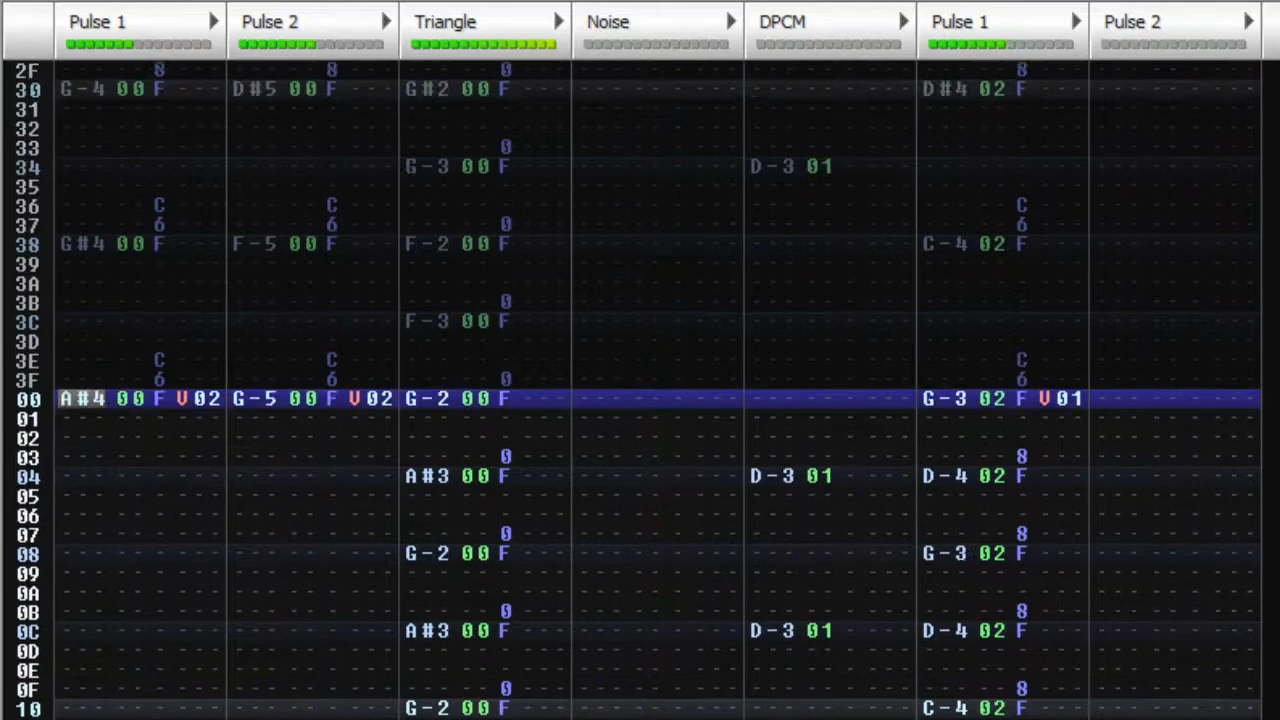 Pulse 1 Pulse 2 Triangle Noise DPCM Pulse 1 Pulse 2
2F 8 8 0 8
30 G-4 00 F D#5 00 F G#2 00 F D#4 02 F
31
32
33 0
34 G-3 00 F D-3 01
35
36 C C C
37 6 6 0 6
38 G#4 00 F F-5 00 F F-2 00 F C-4 02 F
39
3A
3B 0
3C F-3 00 F
3D
3E C C C
3F 6 6 0 6
00 A#4 00 F V02 G-5 00 F V02 G-2 00 F G-3 02 F V01
01
02
03 0 8
04 A#3 00 F D-3 01 D-4 02 F
05
06
07 0 8
08 G-2 00 F G-3 02 F
09
0A
0B 0 8
0C A#3 00 F D-3 01 D-4 02 F
0D
0E
0F 0 8
10 G-2 00 F C-4 02 F